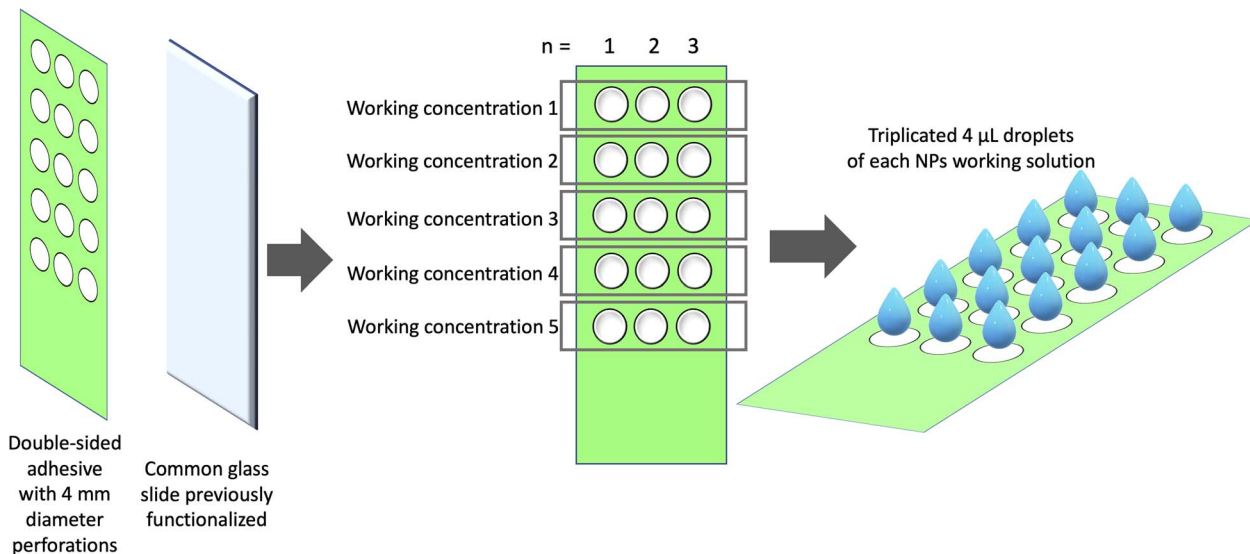 n = 1 2 3
Working concentration 1
Working concentration 2
Working concentration 3
Working concentration 4
Working concentration 5
Triplicated 4 µL droplets
of each NPs working solution
Double-sided
adhesive
with 4 mm
diameter
perforations
Common glass
slide previously
functionalized